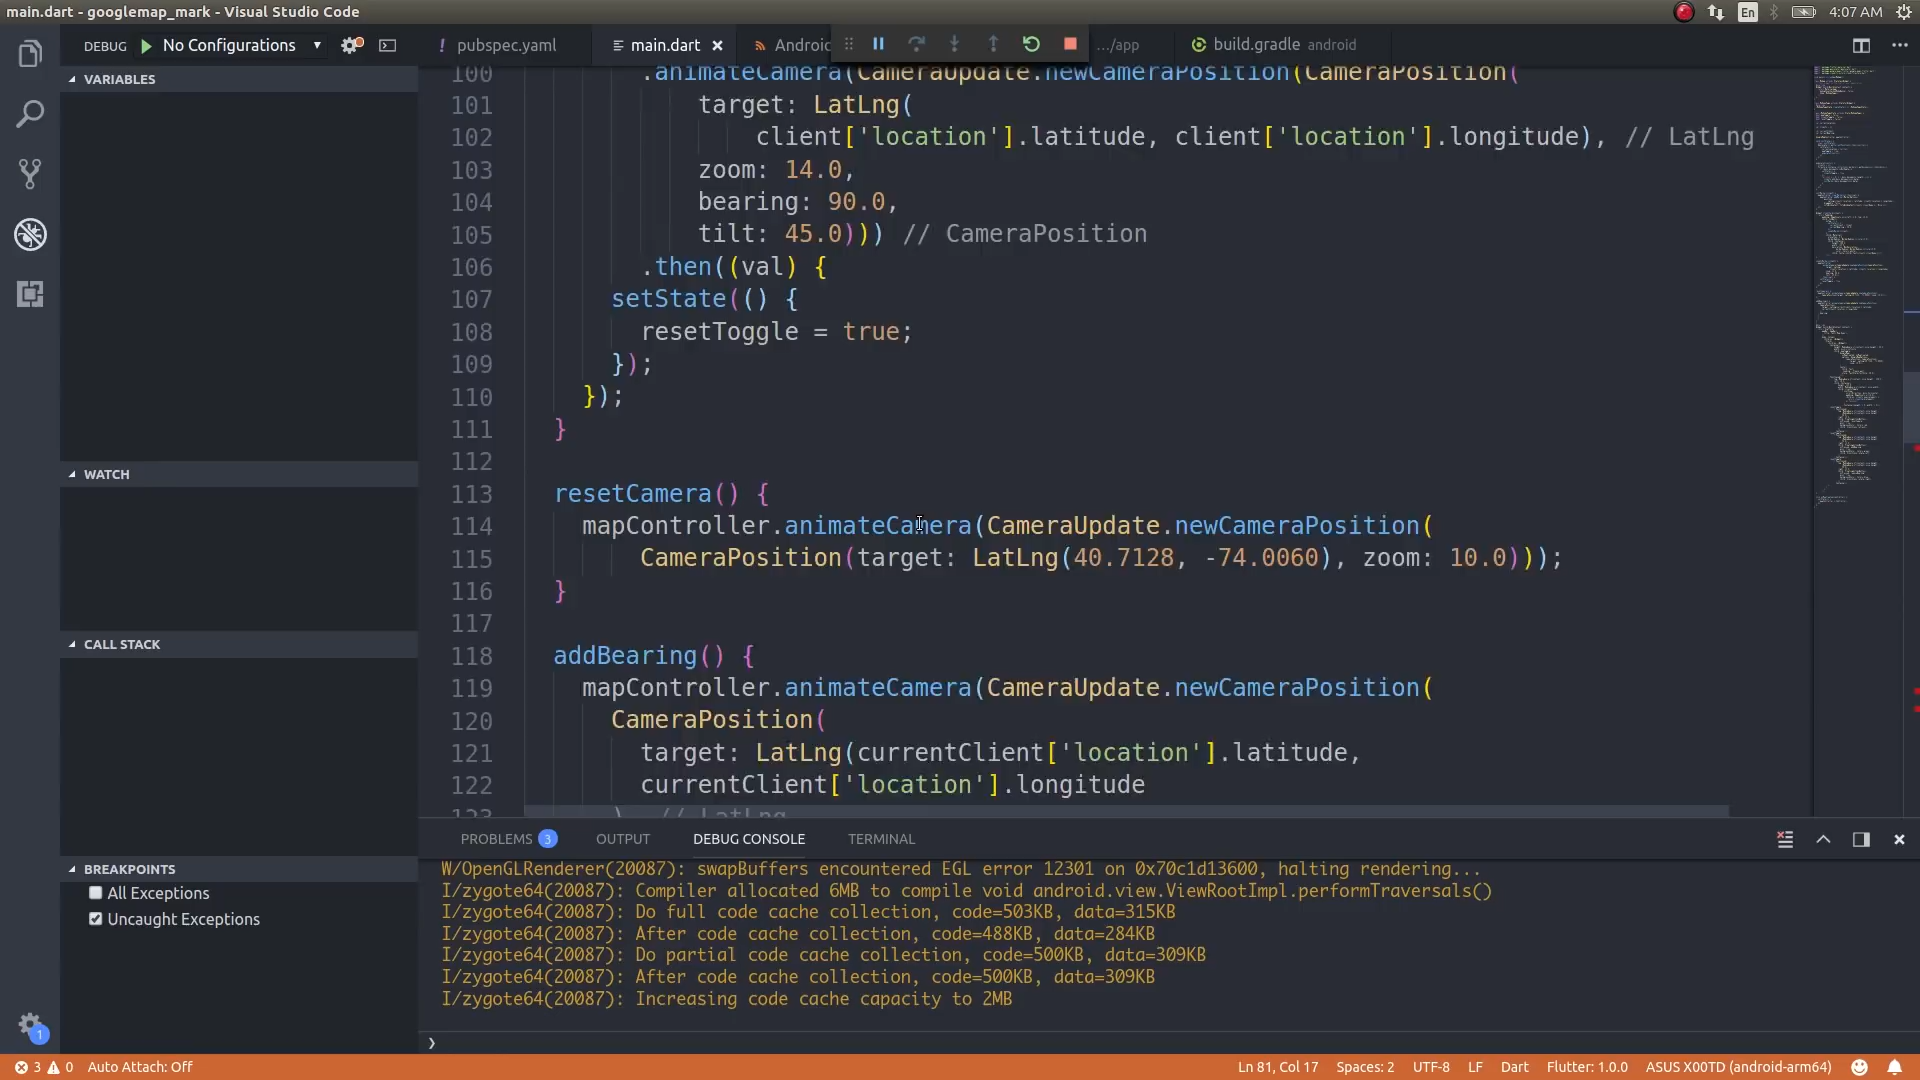 main.dart - googlemap_mark - Visual Studio Code
En
4:07 AM
DEBUG
No Configurations
pubspec.yaml
main.dart
Android
.../app
build.gradle android
VARIABLES
WATCH
CALL STACK
BREAKPOINTS
All Exceptions
Uncaught Exceptions
1
100 .animateCamera(CameraUpdate.newCameraPosition(CameraPosition(
101 target: LatLng(
102 client['location'].latitude, client['location'].longitude), // LatLng
103 zoom: 14.0,
104 bearing: 90.0,
105 tilt: 45.0))) // CameraPosition
106 .then((val) {
107 setState(() {
108 resetToggle = true;
109 });
110 });
111 }
112
113 resetCamera() {
114 mapController.animateCamera(CameraUpdate.newCameraPosition(
115 CameraPosition(target: LatLng(40.7128, -74.0060), zoom: 10.0)));
116 }
117
118 addBearing() {
119 mapController.animateCamera(CameraUpdate.newCameraPosition(
120 CameraPosition(
121 target: LatLng(currentClient['location'].latitude,
122 currentClient['location'].longitude
123 ) // LatLng
PROBLEMS 3
OUTPUT
DEBUG CONSOLE
TERMINAL
W/OpenGLRenderer(20087): swapBuffers encountered EGL error 12301 on 0x70c1d13600, halting rendering...
I/zygote64(20087): Compiler allocated 6MB to compile void android.view.ViewRootImpl.performTraversals()
I/zygote64(20087): Do full code cache collection, code=503KB, data=315KB
I/zygote64(20087): After code cache collection, code=488KB, data=284KB
I/zygote64(20087): Do partial code cache collection, code=500KB, data=309KB
I/zygote64(20087): After code cache collection, code=500KB, data=309KB
I/zygote64(20087): Increasing code cache capacity to 2MB
3 0 Auto Attach: Off
Ln 81, Col 17
Spaces: 2
UTF-8
LF
Dart
Flutter: 1.0.0
ASUS X00TD (android-arm64)